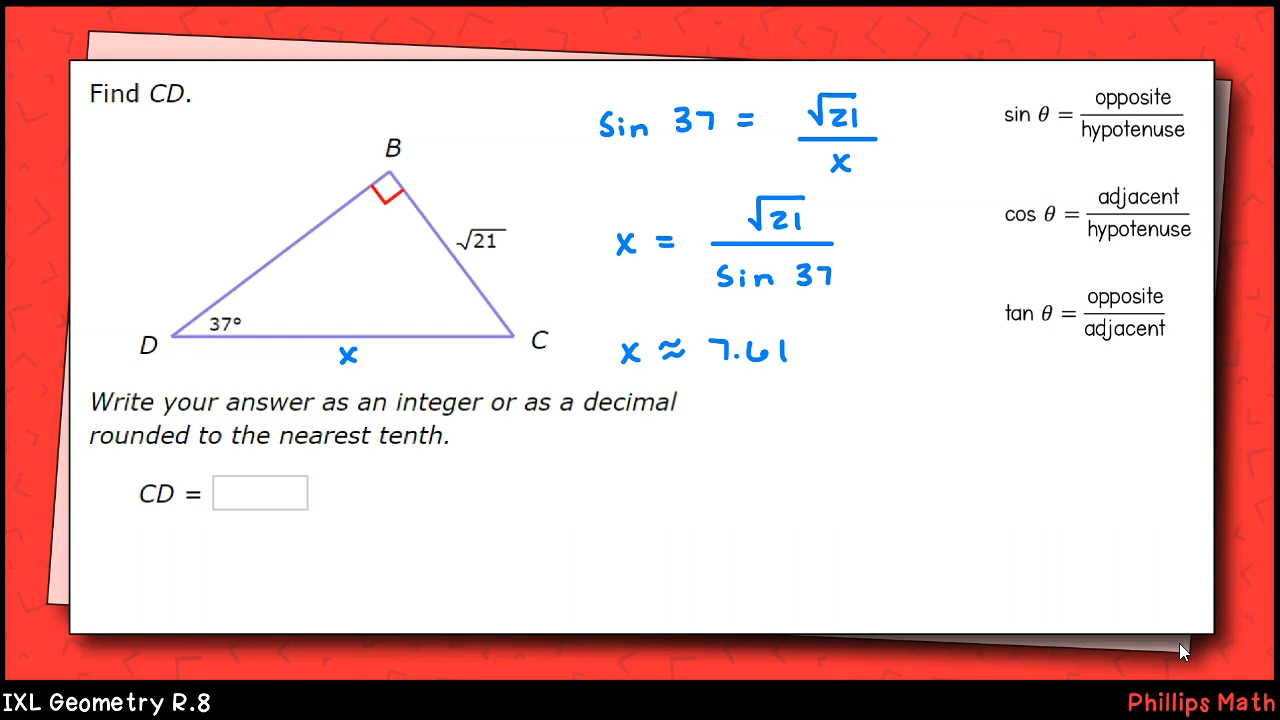 Find CD.
B
√21
37°
D
C
x
Write your answer as an integer or as a decimal
rounded to the nearest tenth.
CD =
sin 37 = √21
x
x = √21
sin 37
x ≈ 7.61
sin θ = opposite
hypotenuse
cos θ = adjacent
hypotenuse
tan θ = opposite
adjacent
IXL Geometry R.8
Phillips Math